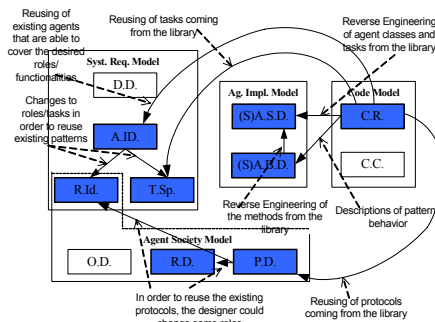 Reusing of
existing agents
that are able to
cover the desired
roles/
functionalities
Reusing of tasks coming
from the library
Reverse Engineering
of agent classes and
tasks from the library
Syst. Req. Model
D.D.
Changes to
roles/tasks in
order to reuse
existing patterns
A.ID.
R.Id.
T.Sp.
Ag. Impl. Model
(S)A.S.D.
(S)A.B.D.
Code Model
C.R.
C.C.
Reverse Engineering of
the methods from the
library
Descriptions of pattern
behavior
Agent Society Model
O.D.
R.D.
P.D.
In order to reuse the existing
protocols, the designer could
change some roles
Reusing of protocols
coming from the library